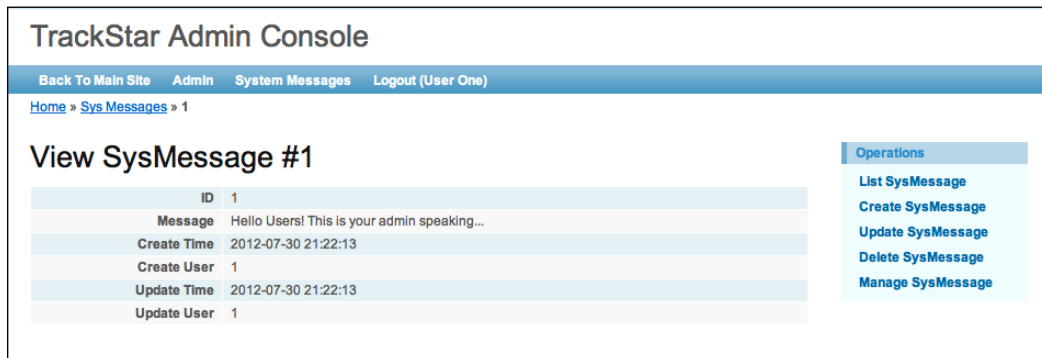 TrackStar Admin Console
Back To Main Site Admin System Messages Logout (User One)
Home » Sys Messages » 1
View SysMessage #1
ID 1
Message Hello Users! This is your admin speaking...
Create Time 2012-07-30 21:22:13
Create User 1
Update Time 2012-07-30 21:22:13
Update User 1
Operations
List SysMessage
Create SysMessage
Update SysMessage
Delete SysMessage
Manage SysMessage